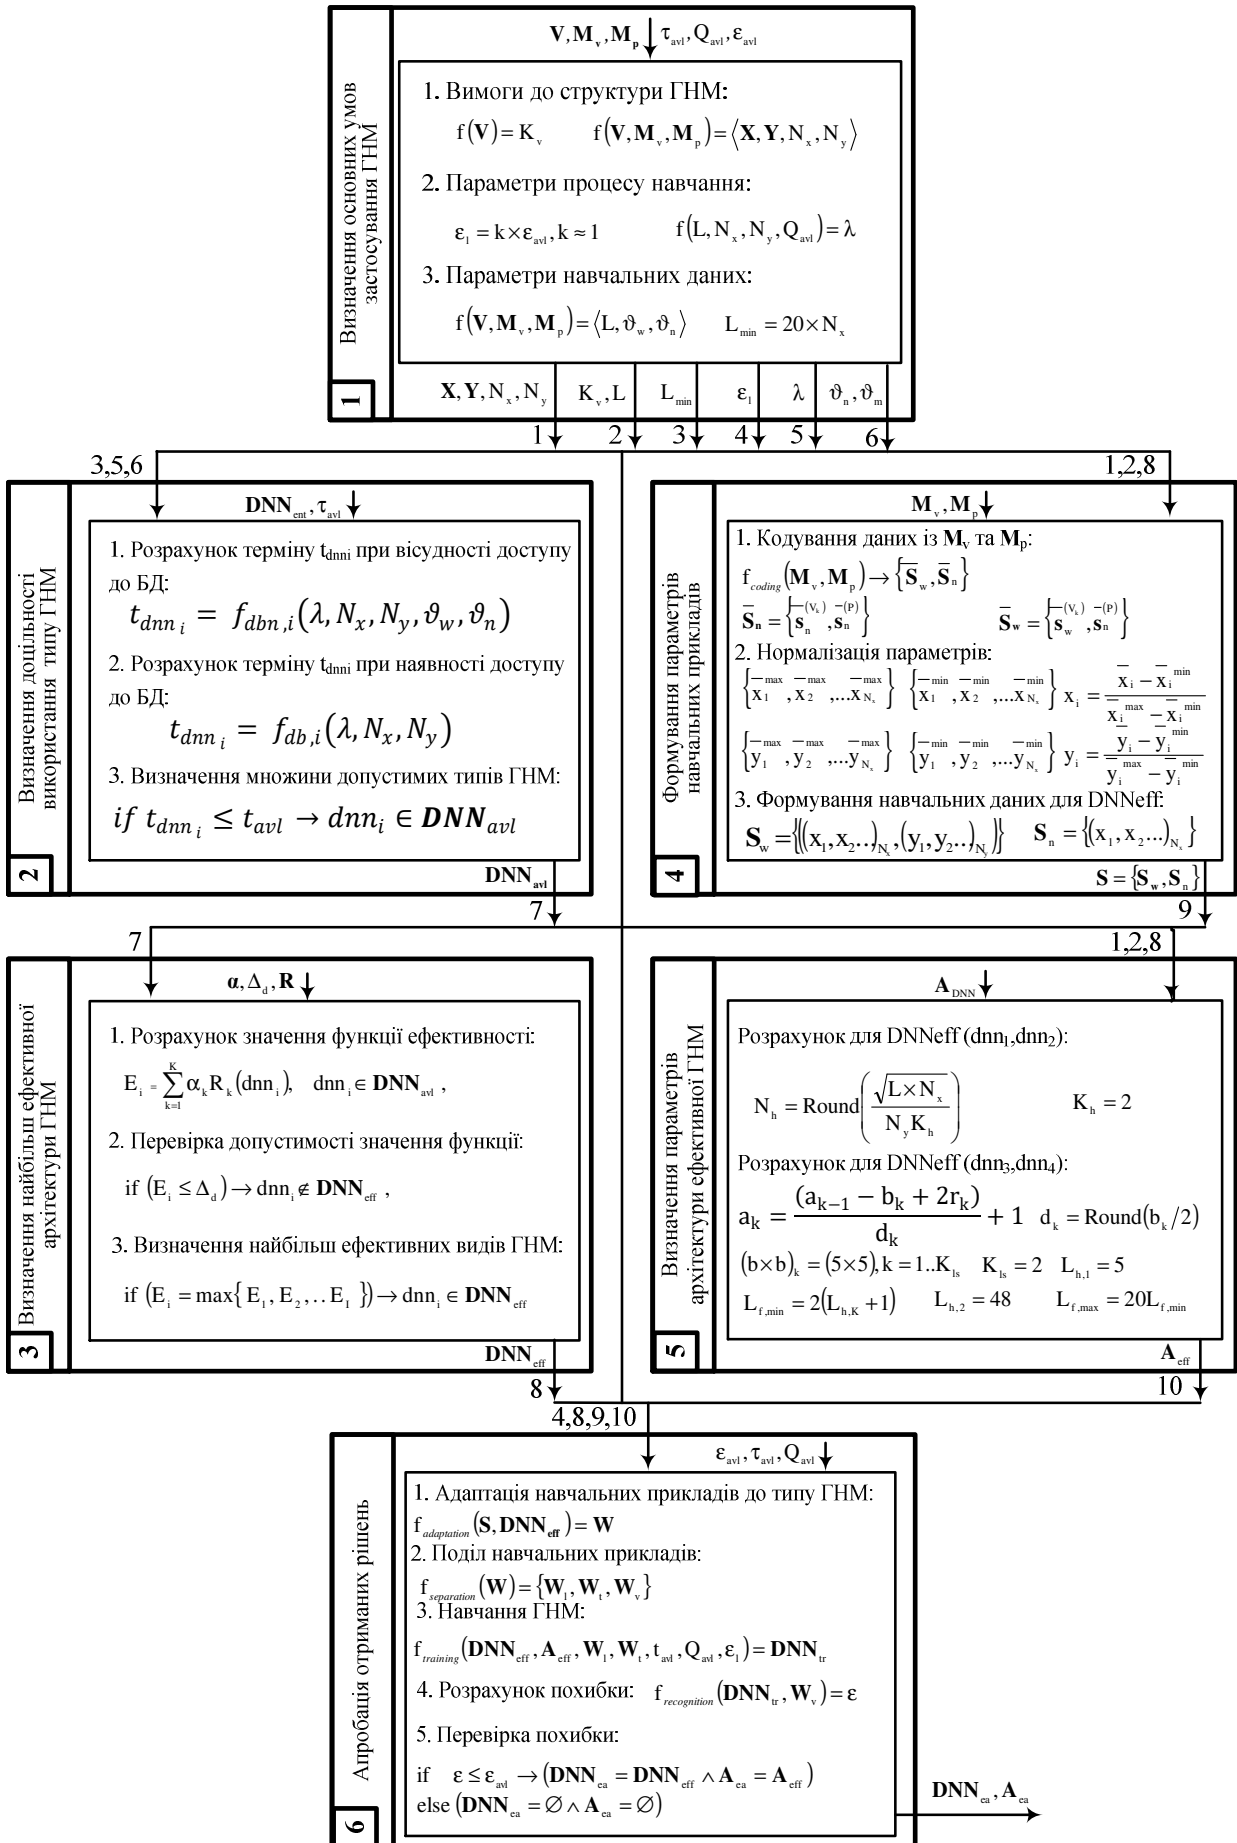 V, M_v, M_p τ_avl, Q_avl, ε_avl
Визначення основних умов
застосування ГНМ
1
1. Вимоги до структури ГНМ:
f(V) = K_v f(V, M_v, M_p) = ⟨X, Y, N_x, N_y⟩
2. Параметри процесу навчання:
ε_l = k × ε_avl, k ≈ 1 f(L, N_x, N_y, Q_avl) = λ
3. Параметри навчальних даних:
f(V, M_v, M_p) = ⟨L, ϑ_w, ϑ_n⟩ L_min = 20 × N_x
X, Y, N_x, N_y K_v, L L_min ε_l λ ϑ_n, ϑ_m
1 2 3 4 5 6
3,5,6
1,2,8
Визначення доцільності
використання типу ГНМ
2
DNN_ent, τ_avl
1. Розрахунок терміну t_dnni при вісудності доступу
до БД:
t_dnn_i = f_dbn,i(λ, N_x, N_y, ϑ_w, ϑ_n)
2. Розрахунок терміну t_dnni при наявності доступу
до БД:
t_dnn_i = f_db,i(λ, N_x, N_y)
3. Визначення множини допустимих типів ГНМ:
if t_dnn_i ≤ t_avl → dnn_i ∈ DNN_avl
DNN_avl
7
Формування параметрів
навчальних прикладів
4
M_v, M_p
1. Кодування даних із M_v та M_p:
f_coding(M_v, M_p) → {S̄_w, S̄_n}
S̄_n = {s̄_n^(V_k), s̄_n^(P)} S̄_w = {s̄_w^(V_k), s̄_n^(P)}
2. Нормалізація параметрів:
{x̄_1^max, x̄_2^max, ...x̄_N_x^max} {x̄_1^min, x̄_2^min, ...x̄_N_x^min} x_i = (x̄_i − x̄_i^min) / (x̄_i^max − x̄_i^min)
{ȳ_1^max, ȳ_2^max, ...ȳ_N_x^max} {ȳ_1^min, ȳ_2^min, ...ȳ_N_x^min} y_i = (ȳ_i − ȳ_i^min) / (ȳ_i^max − ȳ_i^min)
3. Формування навчальних даних для DNNeff:
S_w = {((x_1, x_2...)_N_x, (y_1, y_2...)_N_y)} S_n = {(x_1, x_2...)_N_x}
S = {S_w, S_n}
9
7
1,2,8
Визначення найбільш ефективної
архітектури ГНМ
3
α, Δ_d, R
1. Розрахунок значення функції ефективності:
E_i = ∑_{k=1}^{K} α_k R_k(dnn_i), dnn_i ∈ DNN_avl ,
2. Перевірка допустимості значення функції:
if (E_i ≤ Δ_d) → dnn_i ∉ DNN_eff ,
3. Визначення найбільш ефективних видів ГНМ:
if (E_i = max{E_1, E_2, .. E_I}) → dnn_i ∈ DNN_eff
DNN_eff
8
Визначення параметрів
архітектури ефективної ГНМ
5
A_DNN
Розрахунок для DNNeff (dnn_1,dnn_2):
N_h = Round(√(L × N_x) / (N_y K_h)) K_h = 2
Розрахунок для DNNeff (dnn_3,dnn_4):
a_k = (a_{k−1} − b_k + 2r_k) / d_k + 1 d_k = Round(b_k/2)
(b×b)_k = (5×5), k = 1..K_ls K_ls = 2 L_h,1 = 5
L_f,min = 2(L_h,K + 1) L_h,2 = 48 L_f,max = 20L_f,min
A_eff
10
4,8,9,10
Апробація отриманих рішень
6
ε_avl, τ_avl, Q_avl
1. Адаптація навчальних прикладів до типу ГНМ:
f_adaptation(S, DNN_eff) = W
2. Поділ навчальних прикладів:
f_separation(W) = {W_l, W_t, W_v}
3. Навчання ГНМ:
f_training(DNN_eff, A_eff, W_l, W_t, t_avl, Q_avl, ε_l) = DNN_tr
4. Розрахунок похибки: f_recognition(DNN_tr, W_v) = ε
5. Перевірка похибки:
if ε ≤ ε_avl → (DNN_ea = DNN_eff ∧ A_ea = A_eff)
else (DNN_ea = ∅ ∧ A_ea = ∅)
DNN_ea, A_ea